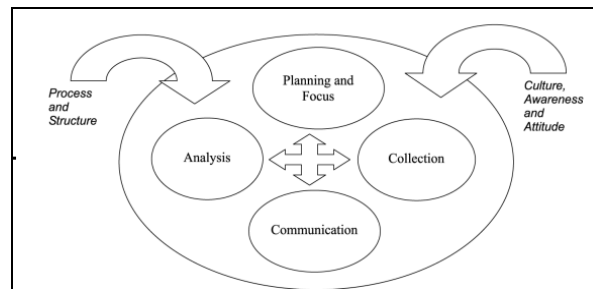 Process
and
Structure
Planning and
Focus
Culture,
Awareness
and
Attitude
Analysis
Collection
Communication